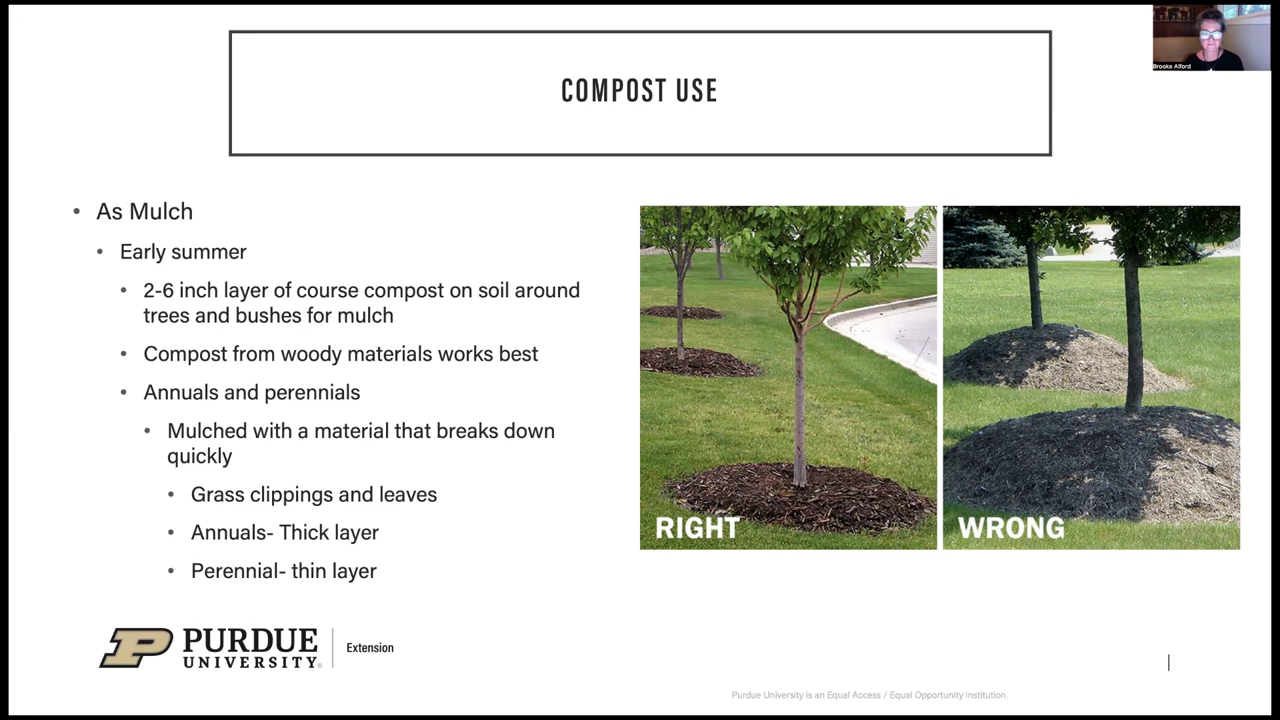 Brooke Alford
COMPOST USE
• As Mulch
• Early summer
• 2-6 inch layer of course compost on soil around
trees and bushes for mulch
• Compost from woody materials works best
• Annuals and perennials
• Mulched with a material that breaks down
quickly
• Grass clippings and leaves
• Annuals- Thick layer
• Perennial- thin layer
RIGHT
WRONG
P PURDUE
UNIVERSITY®
Extension
Purdue University is an Equal Access / Equal Opportunity institution.